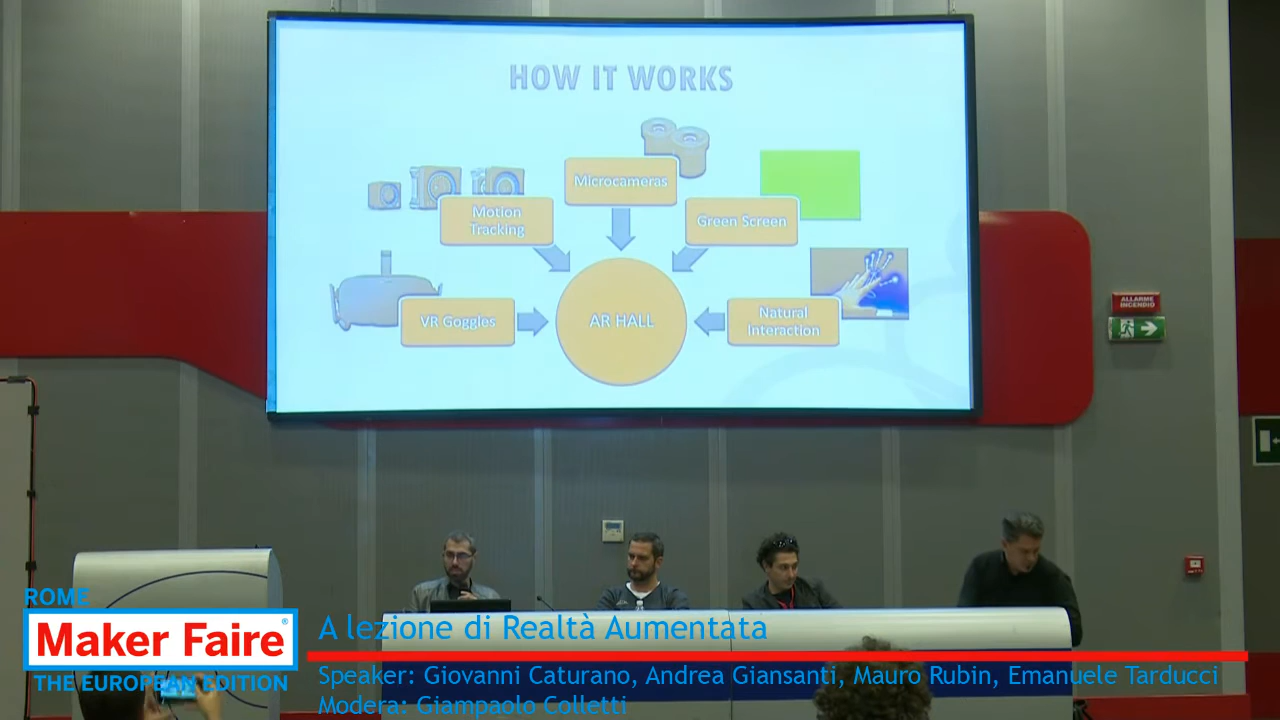 HOW IT WORKS
Microcameras
Motion
Tracking
Green Screen
VR Goggles
AR HALL
Natural
Interaction
ALLARME
INCENDIO
ROME
Maker Faire®
THE EUROPEAN EDITION
A lezione di Realtà Aumentata
Speaker: Giovanni Caturano, Andrea Giansanti, Mauro Rubin, Emanuele Tarducci
Modera: Giampaolo Colletti